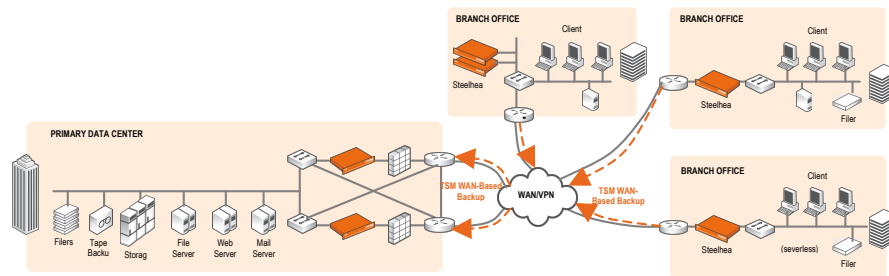 BRANCH OFFICE
Client
Steelhea
BRANCH OFFICE
Client
Steelhea
Filer
PRIMARY DATA CENTER
TSM WAN-Based
Backup
WAN/VPN
TSM WAN-
Based Backup
Filers
Tape
Backu
Storag
File
Server
Web
Server
Mail
Server
BRANCH OFFICE
Client
Steelhea
(severless)
Filer